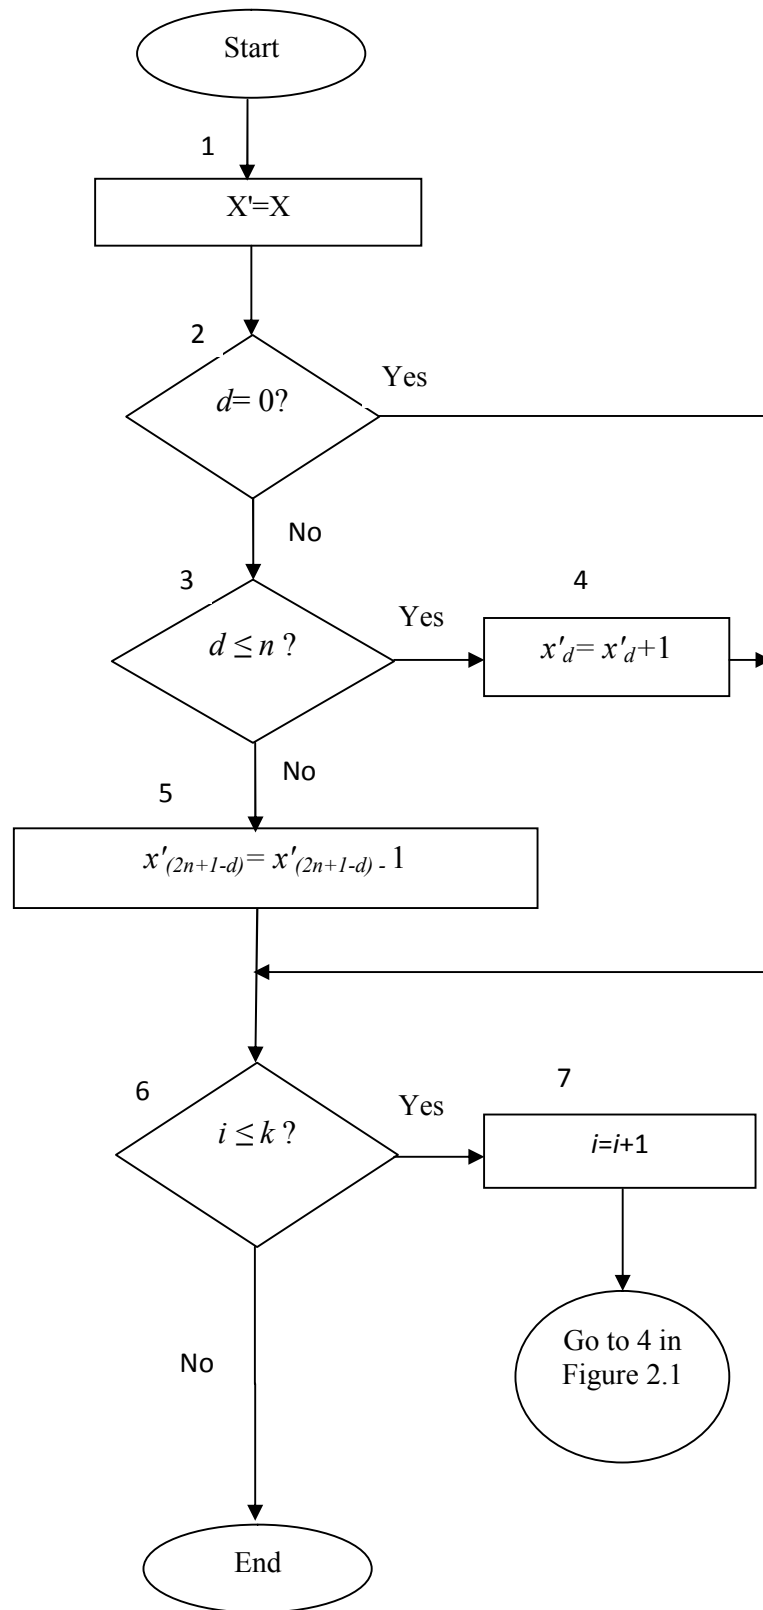 Start
1
X'=X
2
d= 0?
Yes
No
3
d ≤ n ?
Yes
4
x'd= x'd+1
No
5
x'(2n+1-d)= x'(2n+1-d) - 1
6
i ≤ k ?
Yes
7
i=i+1
Go to 4 in
Figure 2.1
No
End